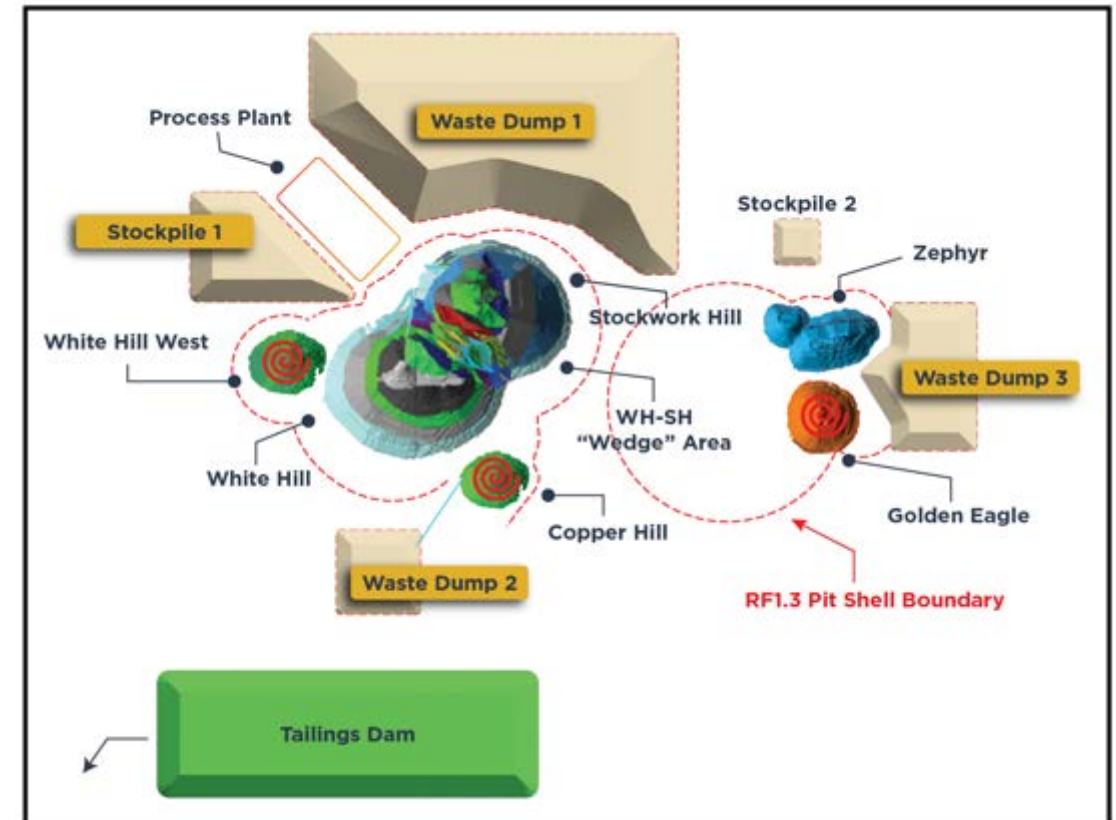 Process Plant
Waste Dump 1
Stockpile 2
Stockpile 1
Zephyr
Stockwork Hill
White Hill West
Waste Dump 3
WH-SH
“Wedge” Area
White Hill
Golden Eagle
Copper Hill
Waste Dump 2
RF1.3 Pit Shell Boundary
Tailings Dam